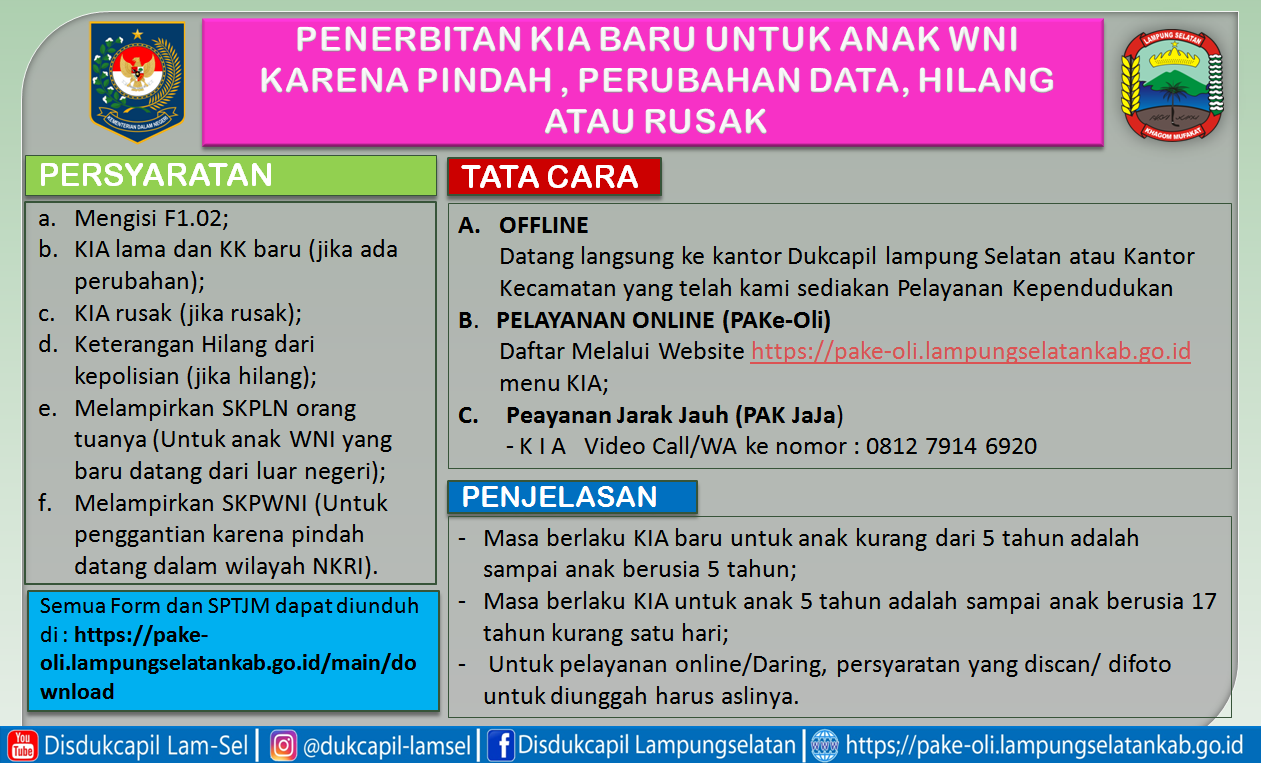 PENERBITAN KIA BARU UNTUK ANAK WNI
KARENA PINDAH , PERUBAHAN DATA, HILANG
ATAU RUSAK
KEMENTERIAN DALAM NEGERI
LAMPUNG SELATAN
KHAGOM MUFAKAT
PERSYARATAN
a. Mengisi F1.02;
b. KIA lama dan KK baru (jika ada
perubahan);
c. KIA rusak (jika rusak);
d. Keterangan Hilang dari
kepolisian (jika hilang);
e. Melampirkan SKPLN orang
tuanya (Untuk anak WNI yang
baru datang dari luar negeri);
f. Melampirkan SKPWNI (Untuk
penggantian karena pindah
datang dalam wilayah NKRI).
Semua Form dan SPTJM dapat diunduh
di : https://pake-
oli.lampungselatankab.go.id/main/do
wnload
TATA CARA
A. OFFLINE
Datang langsung ke kantor Dukcapil lampung Selatan atau Kantor
Kecamatan yang telah kami sediakan Pelayanan Kependudukan
B. PELAYANAN ONLINE (PAKe-Oli)
Daftar Melalui Website https://pake-oli.lampungselatankab.go.id
menu KIA;
C. Peayanan Jarak Jauh (PAK JaJa)
- K I A Video Call/WA ke nomor : 0812 7914 6920
PENJELASAN
- Masa berlaku KIA baru untuk anak kurang dari 5 tahun adalah
sampai anak berusia 5 tahun;
- Masa berlaku KIA untuk anak 5 tahun adalah sampai anak berusia 17
tahun kurang satu hari;
- Untuk pelayanan online/Daring, persyaratan yang discan/ difoto
untuk diunggah harus aslinya.
You Tube Disdukcapil Lam-Sel | @dukcapil-lamsel | Disdukcapil Lampungselatan | https;//pake-oli.lampungselatankab.go.id